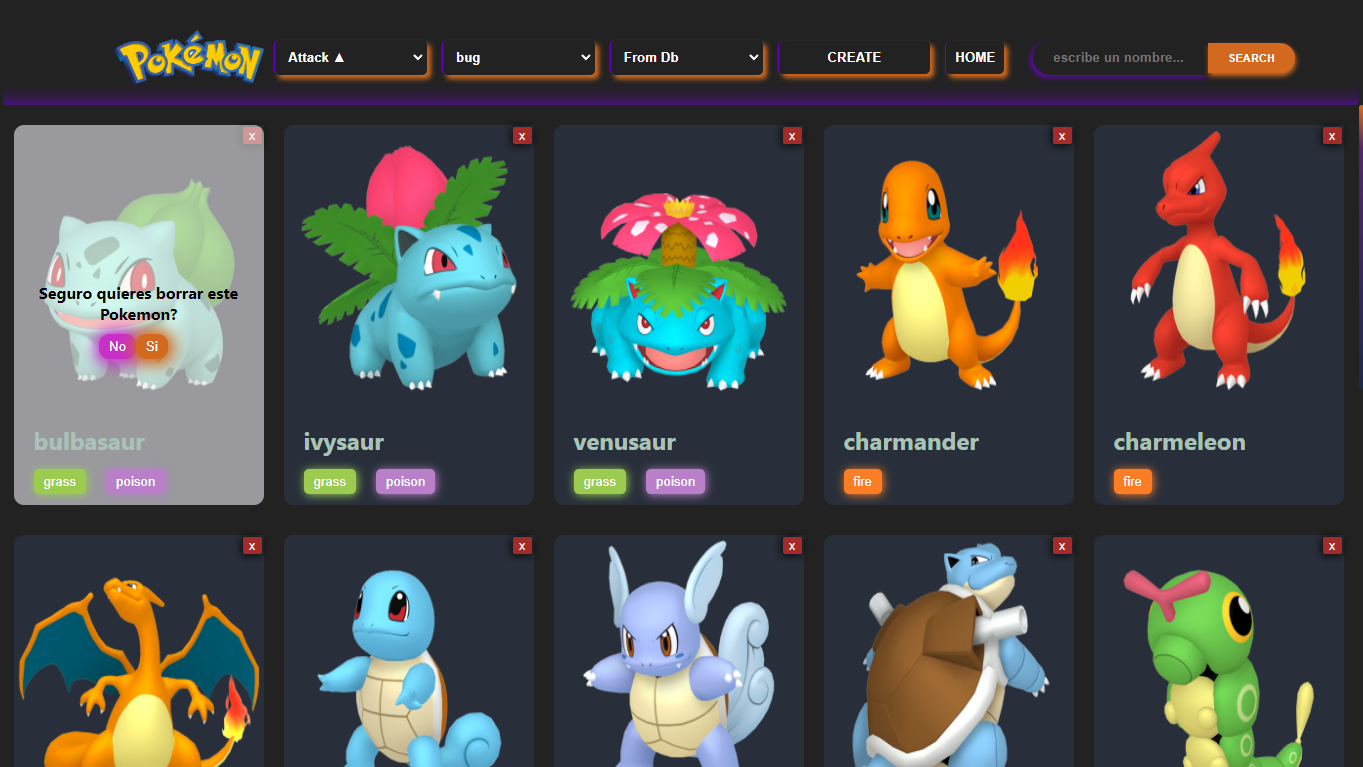 POKéMON
Attack ▲
bug
From Db
CREATE
HOME
escribe un nombre...
SEARCH
x
x
x
x
x
Seguro quieres borrar este
Pokemon?
No Si
bulbasaur
ivysaur
venusaur
charmander
charmeleon
grass poison
grass poison
grass poison
fire
fire
x
x
x
x
x